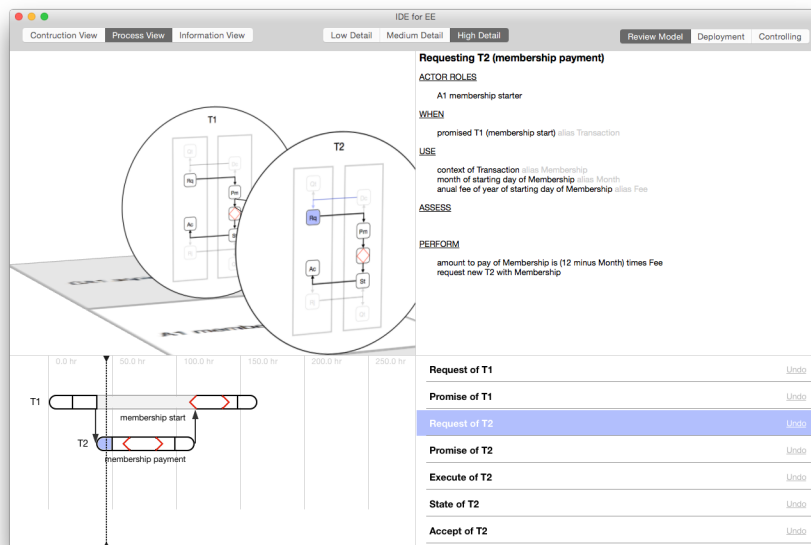 IDE for EE
Contruction View Process View Information View
Low Detail Medium Detail High Detail
Review Model Deployment Controlling
T1
Rq
Pm
Ac
St
T2
Rq
Pm
Ac
St
Requesting T2 (membership payment)
ACTOR ROLES
A1 membership starter
WHEN
promised T1 (membership start) alias Transaction
USE
context of Transaction alias Membership
month of starting day of Membership alias Month
anual fee of year of starting day of Membership alias Fee
ASSESS
PERFORM
amount to pay of Membership is (12 minus Month) times Fee
request new T2 with Membership
0.0 hr 50.0 hr 100.0 hr 150.0 hr 200.0 hr 250.0 hr
T1
membership start
T2
membership payment
Request of T1 Undo
Promise of T1 Undo
Request of T2 Undo
Promise of T2 Undo
Execute of T2 Undo
State of T2 Undo
Accept of T2 Undo